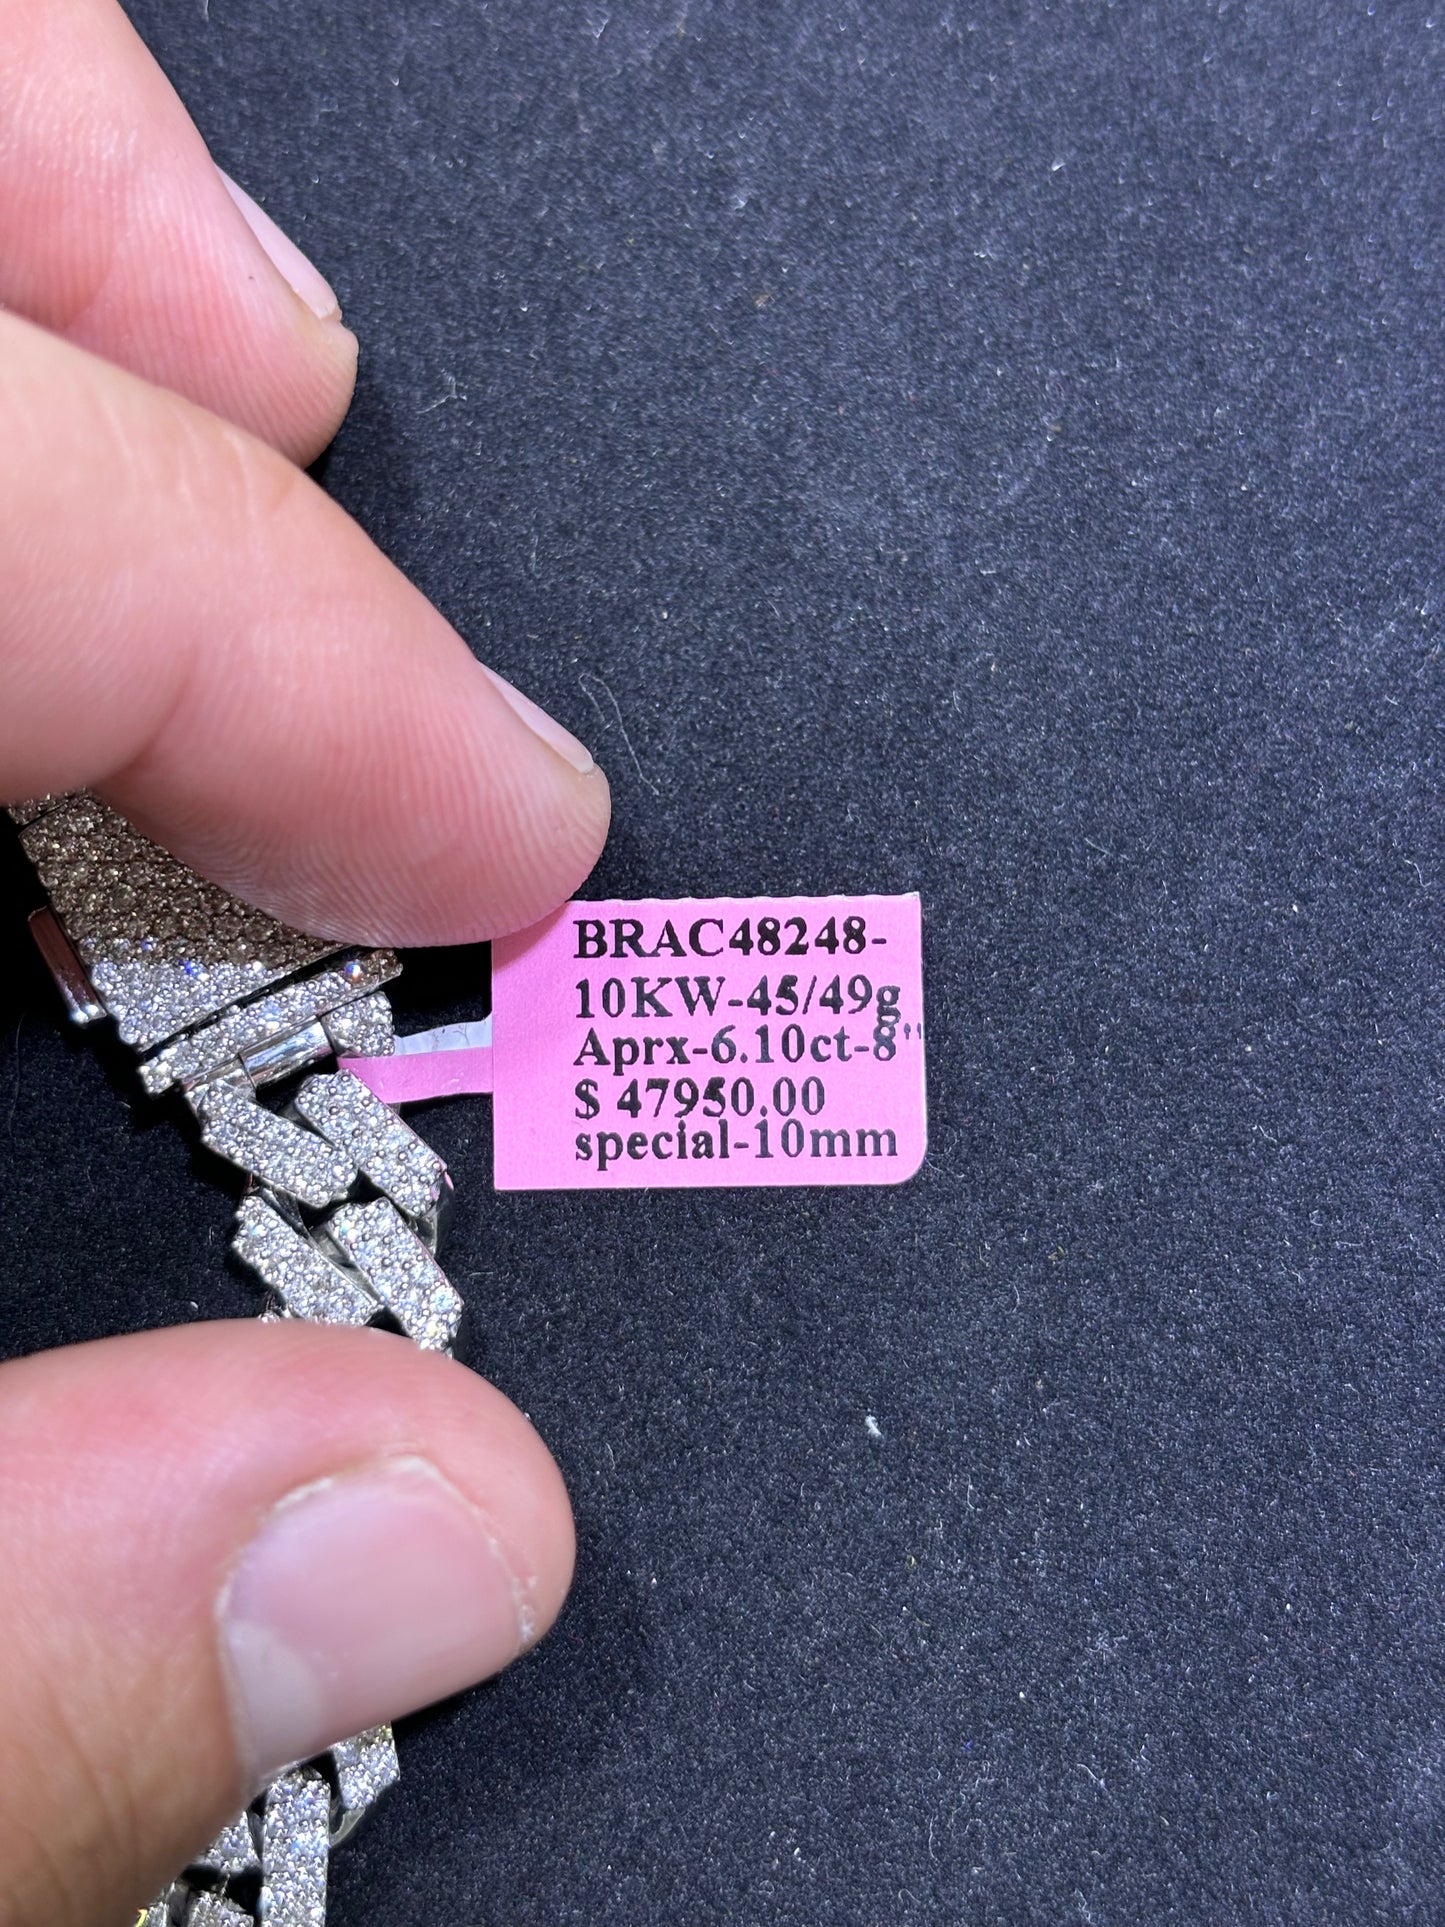 BRAC48248-
10KW-45/49g
Aprx-6.10ct-8"
$ 47950.00
special-10mm